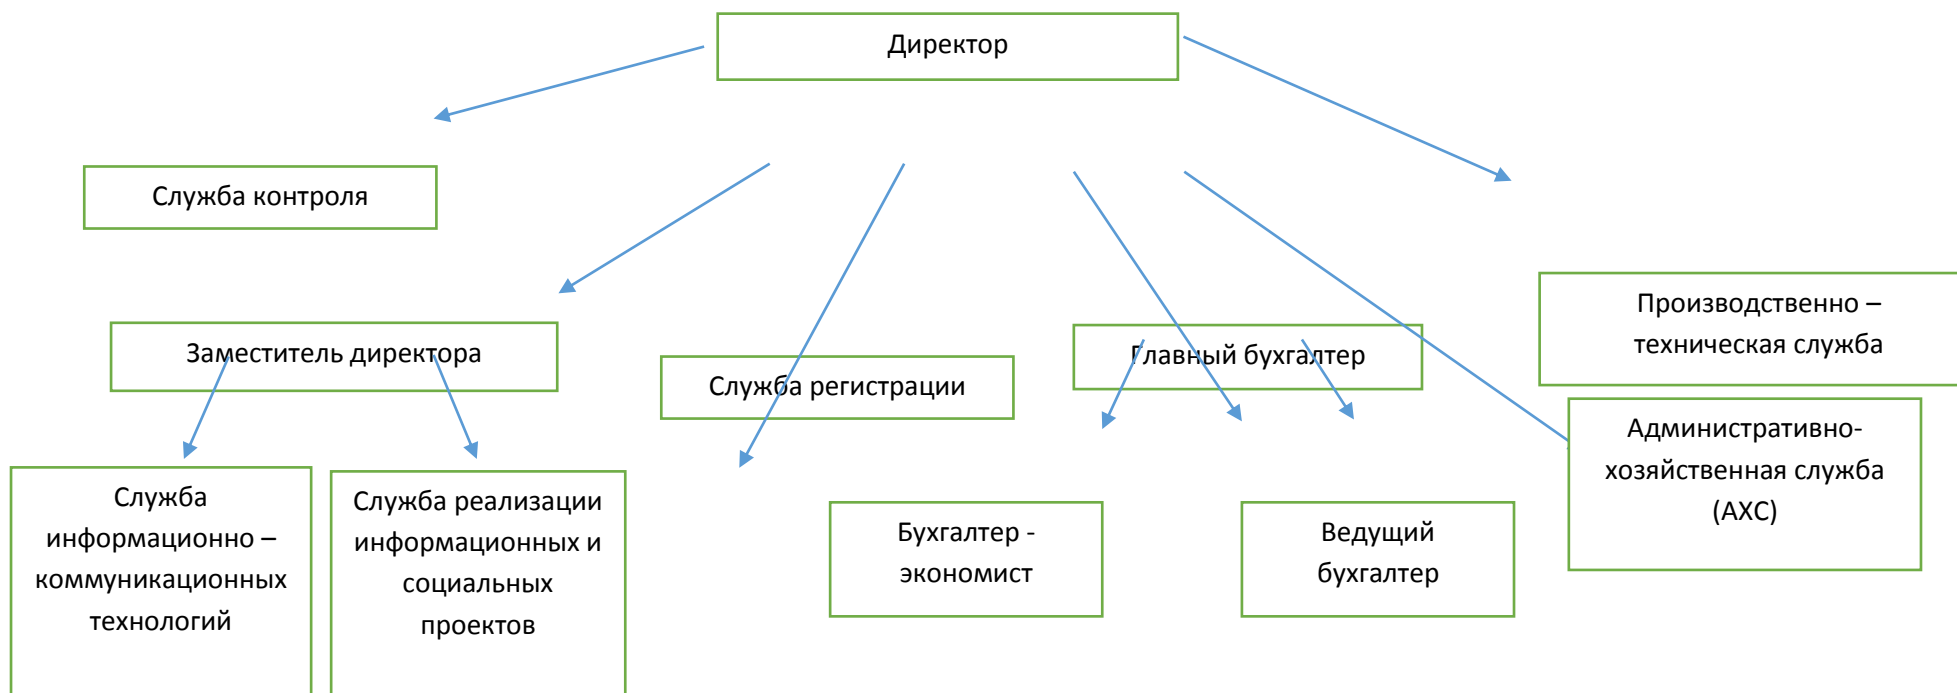 Директор
Служба контроля
Заместитель директора
Служба регистрации
Главный бухгалтер
Производственно –
техническая служба
Служба
информационно –
коммуникационных
технологий
Служба реализации
информационных и
социальных
проектов
Бухгалтер -
экономист
Ведущий
бухгалтер
Административно-
хозяйственная служба
(АХС)